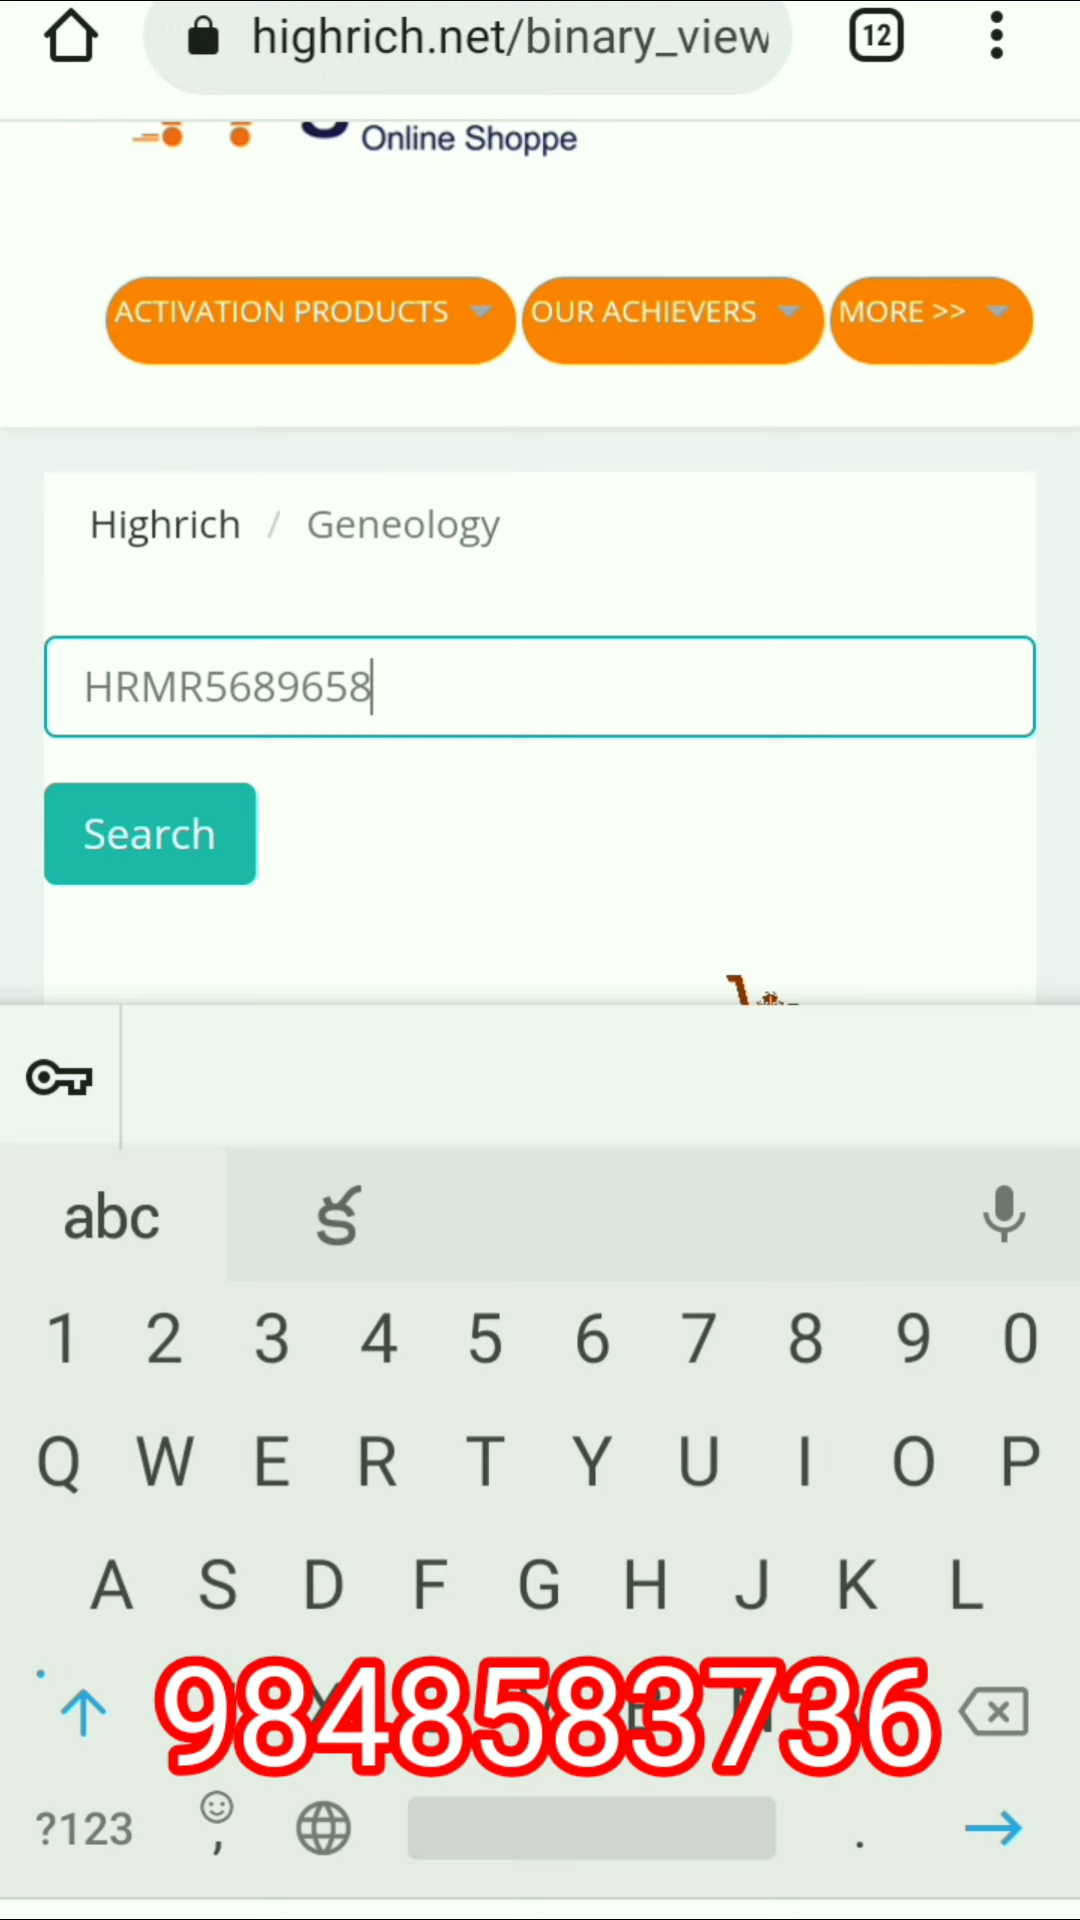 highrich.net/binary_view
12
Online Shoppe
ACTIVATION PRODUCTS
OUR ACHIEVERS
MORE >>
Highrich / Geneology
HRMR5689658
Search
abc
క
1 2 3 4 5 6 7 8 9 0
Q W E R T Y U I O P
A S D F G H J K L
9848583736
?123 , .